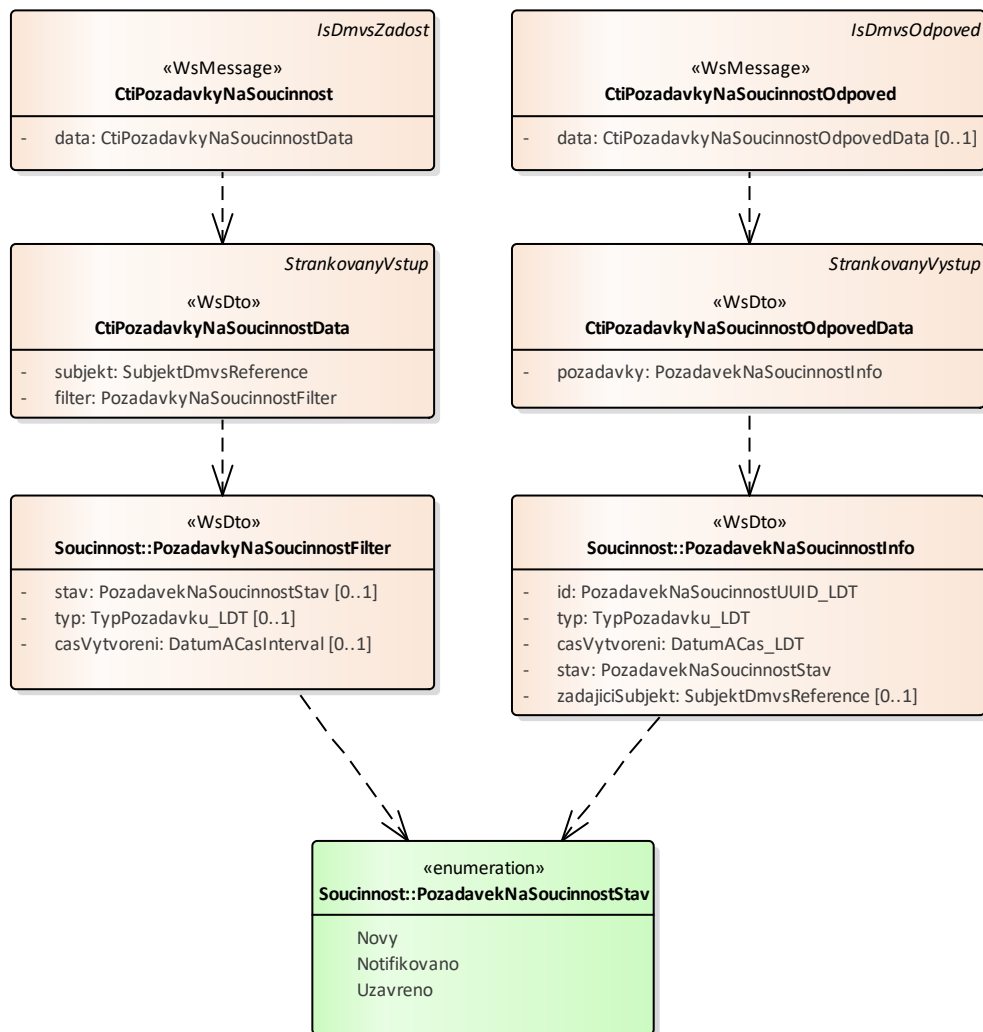 IsDmvsZadost
«WsMessage»
CtiPozadavkyNaSoucinnost
- data: CtiPozadavkyNaSoucinnostData
IsDmvsOdpoved
«WsMessage»
CtiPozadavkyNaSoucinnostOdpoved
- data: CtiPozadavkyNaSoucinnostOdpovedData [0..1]
StrankovanyVstup
«WsDto»
CtiPozadavkyNaSoucinnostData
- subjekt: SubjektDmvsReference
- filter: PozadavkyNaSoucinnostFilter
StrankovanyVystup
«WsDto»
CtiPozadavkyNaSoucinnostOdpovedData
- pozadavky: PozadavekNaSoucinnostInfo
«WsDto»
Soucinnost::PozadavkyNaSoucinnostFilter
- stav: PozadavekNaSoucinnostStav [0..1]
- typ: TypPozadavku_LDT [0..1]
- casVytvoreni: DatumACasInterval [0..1]
«WsDto»
Soucinnost::PozadavekNaSoucinnostInfo
- id: PozadavekNaSoucinnostUUID_LDT
- typ: TypPozadavku_LDT
- casVytvoreni: DatumACas_LDT
- stav: PozadavekNaSoucinnostStav
- zadajiciSubjekt: SubjektDmvsReference [0..1]
«enumeration»
Soucinnost::PozadavekNaSoucinnostStav
Novy
Notifikovano
Uzavreno